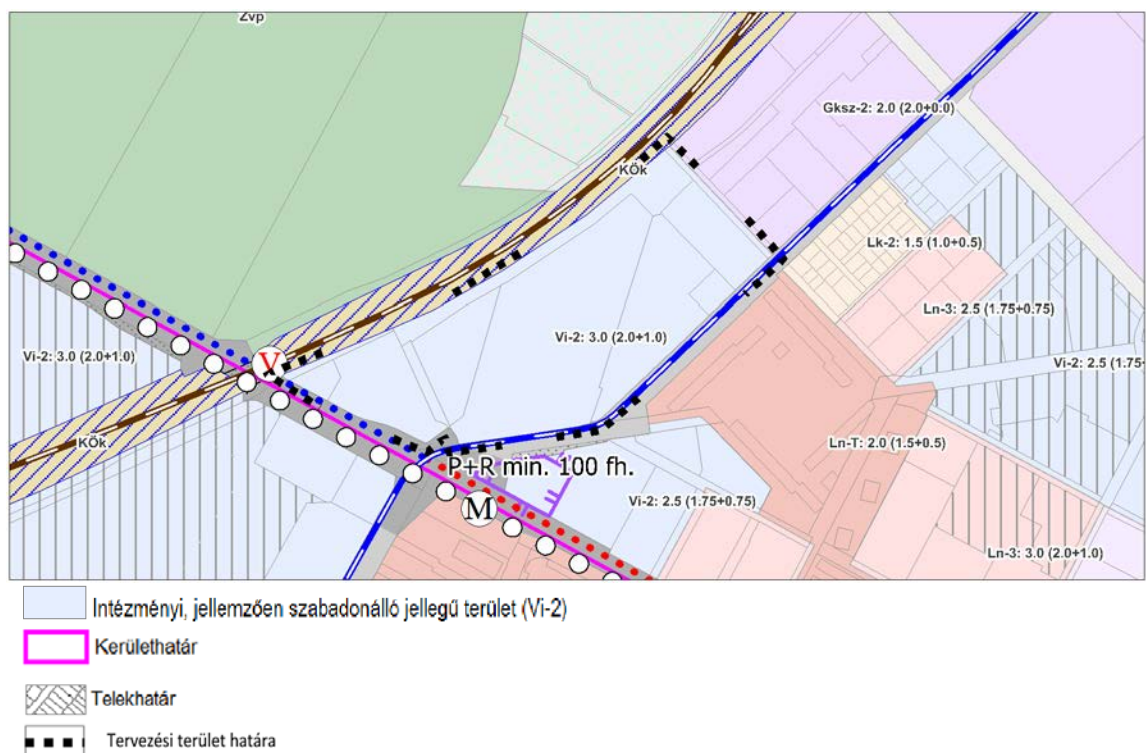 Zvp
Gksz-2: 2.0 (2.0+0.0)
KÖk
Lk-2: 1.5 (1.0+0.5)
Ln-3: 2.5 (1.75+0.75)
Vi-2: 3.0 (2.0+1.0)
Vi-2: 3.0 (2.0+1.0)
Vi-2: 2.5 (1.75-
V
KÖk
Ln-T: 2.0 (1.5+0.5)
P+R min. 100 fh.
Vi-2: 2.5 (1.75+0.75)
M
Ln-3: 3.0 (2.0+1.0)
Intézményi, jellemzően szabadonálló jellegű terület (Vi-2)
Kerülethatár
Telekhatár
Tervezési terület határa